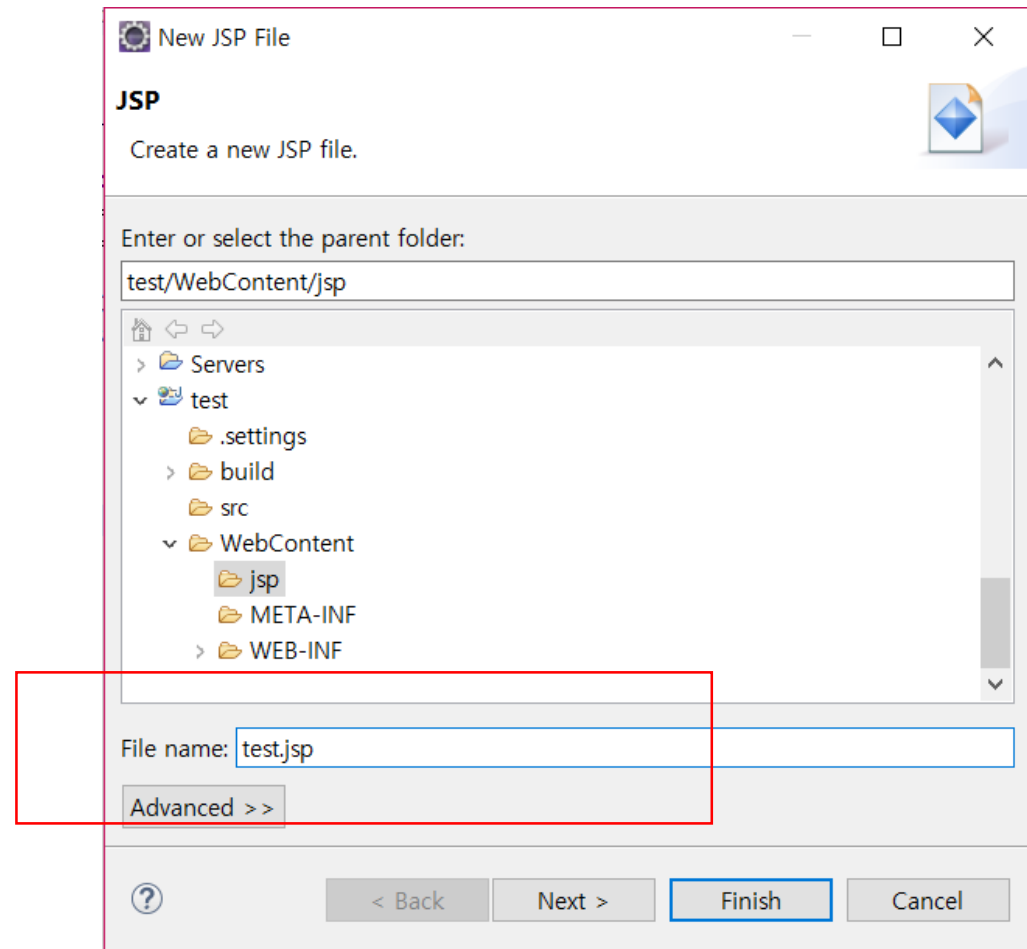 New JSP File
JSP
Create a new JSP file.
Enter or select the parent folder:
test/WebContent/jsp
Servers
test
.settings
build
src
WebContent
jsp
META-INF
WEB-INF
File name: test.jsp
Advanced >>
< Back Next > Finish Cancel